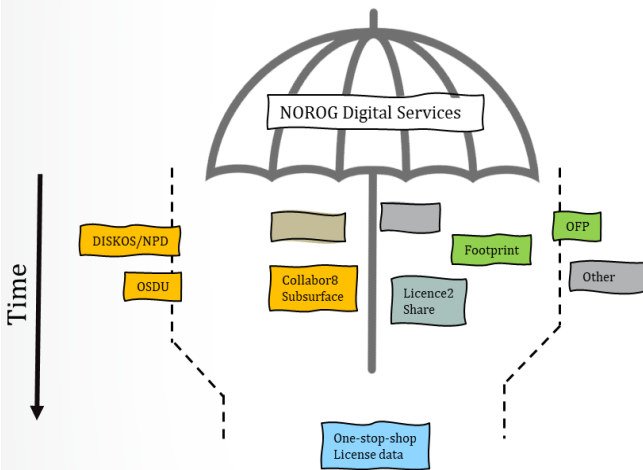 NOROG Digital Services
Time
DISKOS/NPD
OFP
Footprint
OSDU
Collabor8
Subsurface
Licence2
Share
Other
One-stop-shop
License data